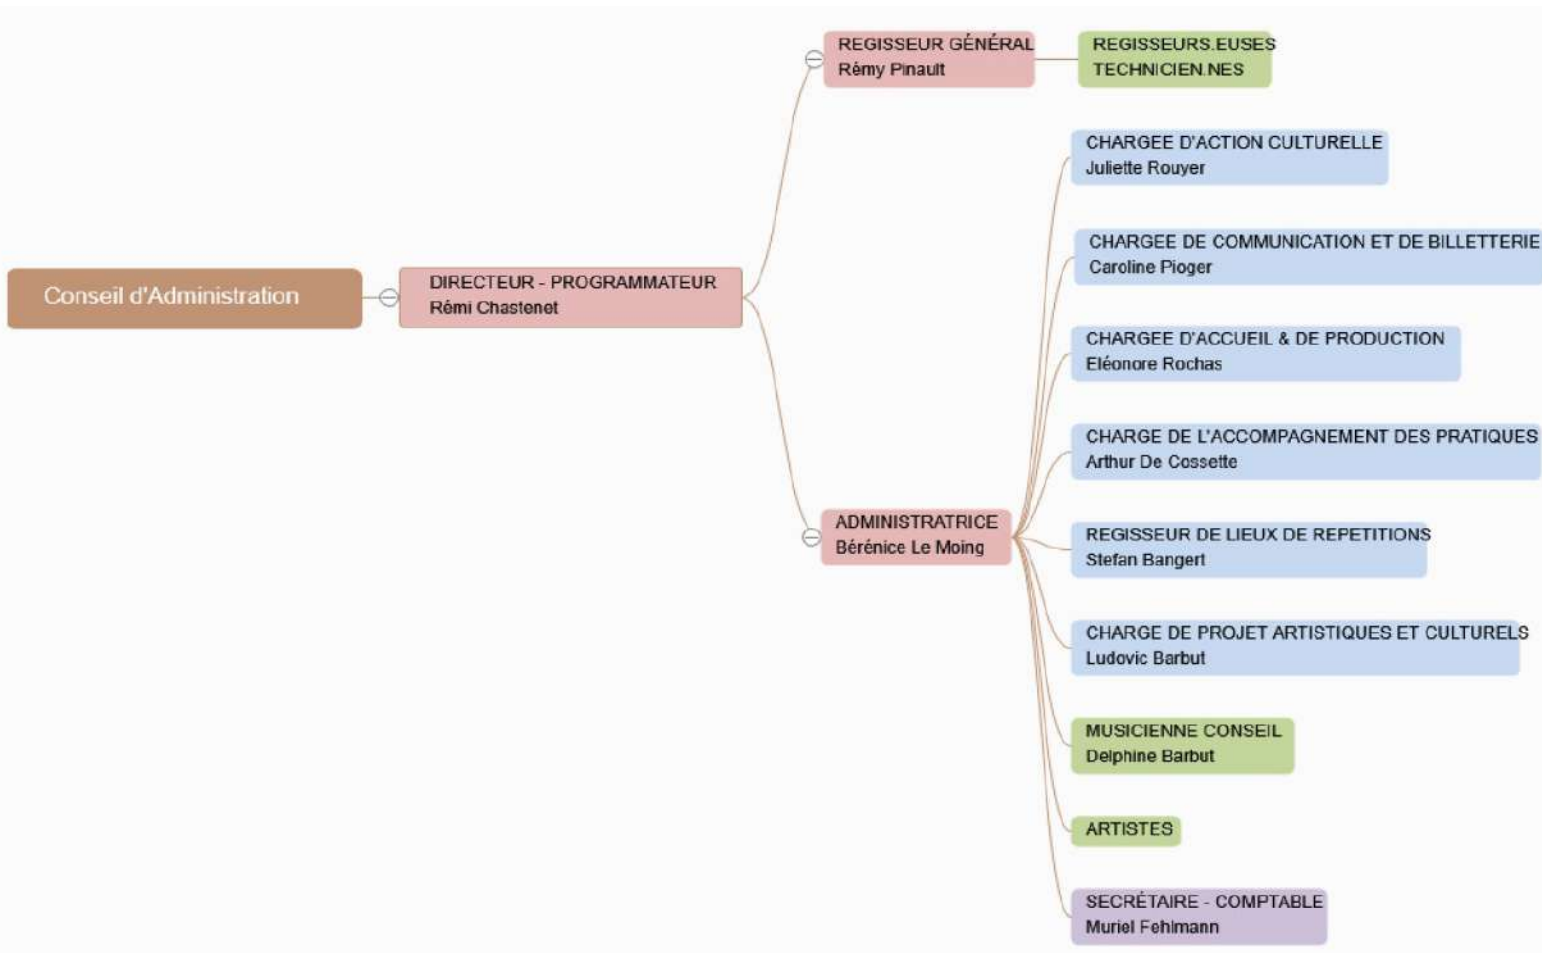 Conseil d'Administration
DIRECTEUR - PROGRAMMATEUR
Rémi Chastenet
REGISSEUR GÉNÉRAL
Rémy Pinault
REGISSEURS.EUSES
TECHNICIEN.NES
ADMINISTRATRICE
Bérénice Le Moing
CHARGEE D'ACTION CULTURELLE
Juliette Rouyer
CHARGEE DE COMMUNICATION ET DE BILLETTERIE
Caroline Pioger
CHARGEE D'ACCUEIL & DE PRODUCTION
Eléonore Rochas
CHARGE DE L'ACCOMPAGNEMENT DES PRATIQUES
Arthur De Cossette
REGISSEUR DE LIEUX DE REPETITIONS
Stefan Bangert
CHARGE DE PROJET ARTISTIQUES ET CULTURELS
Ludovic Barbut
MUSICIENNE CONSEIL
Delphine Barbut
ARTISTES
SECRÉTAIRE - COMPTABLE
Muriel Fehlmann